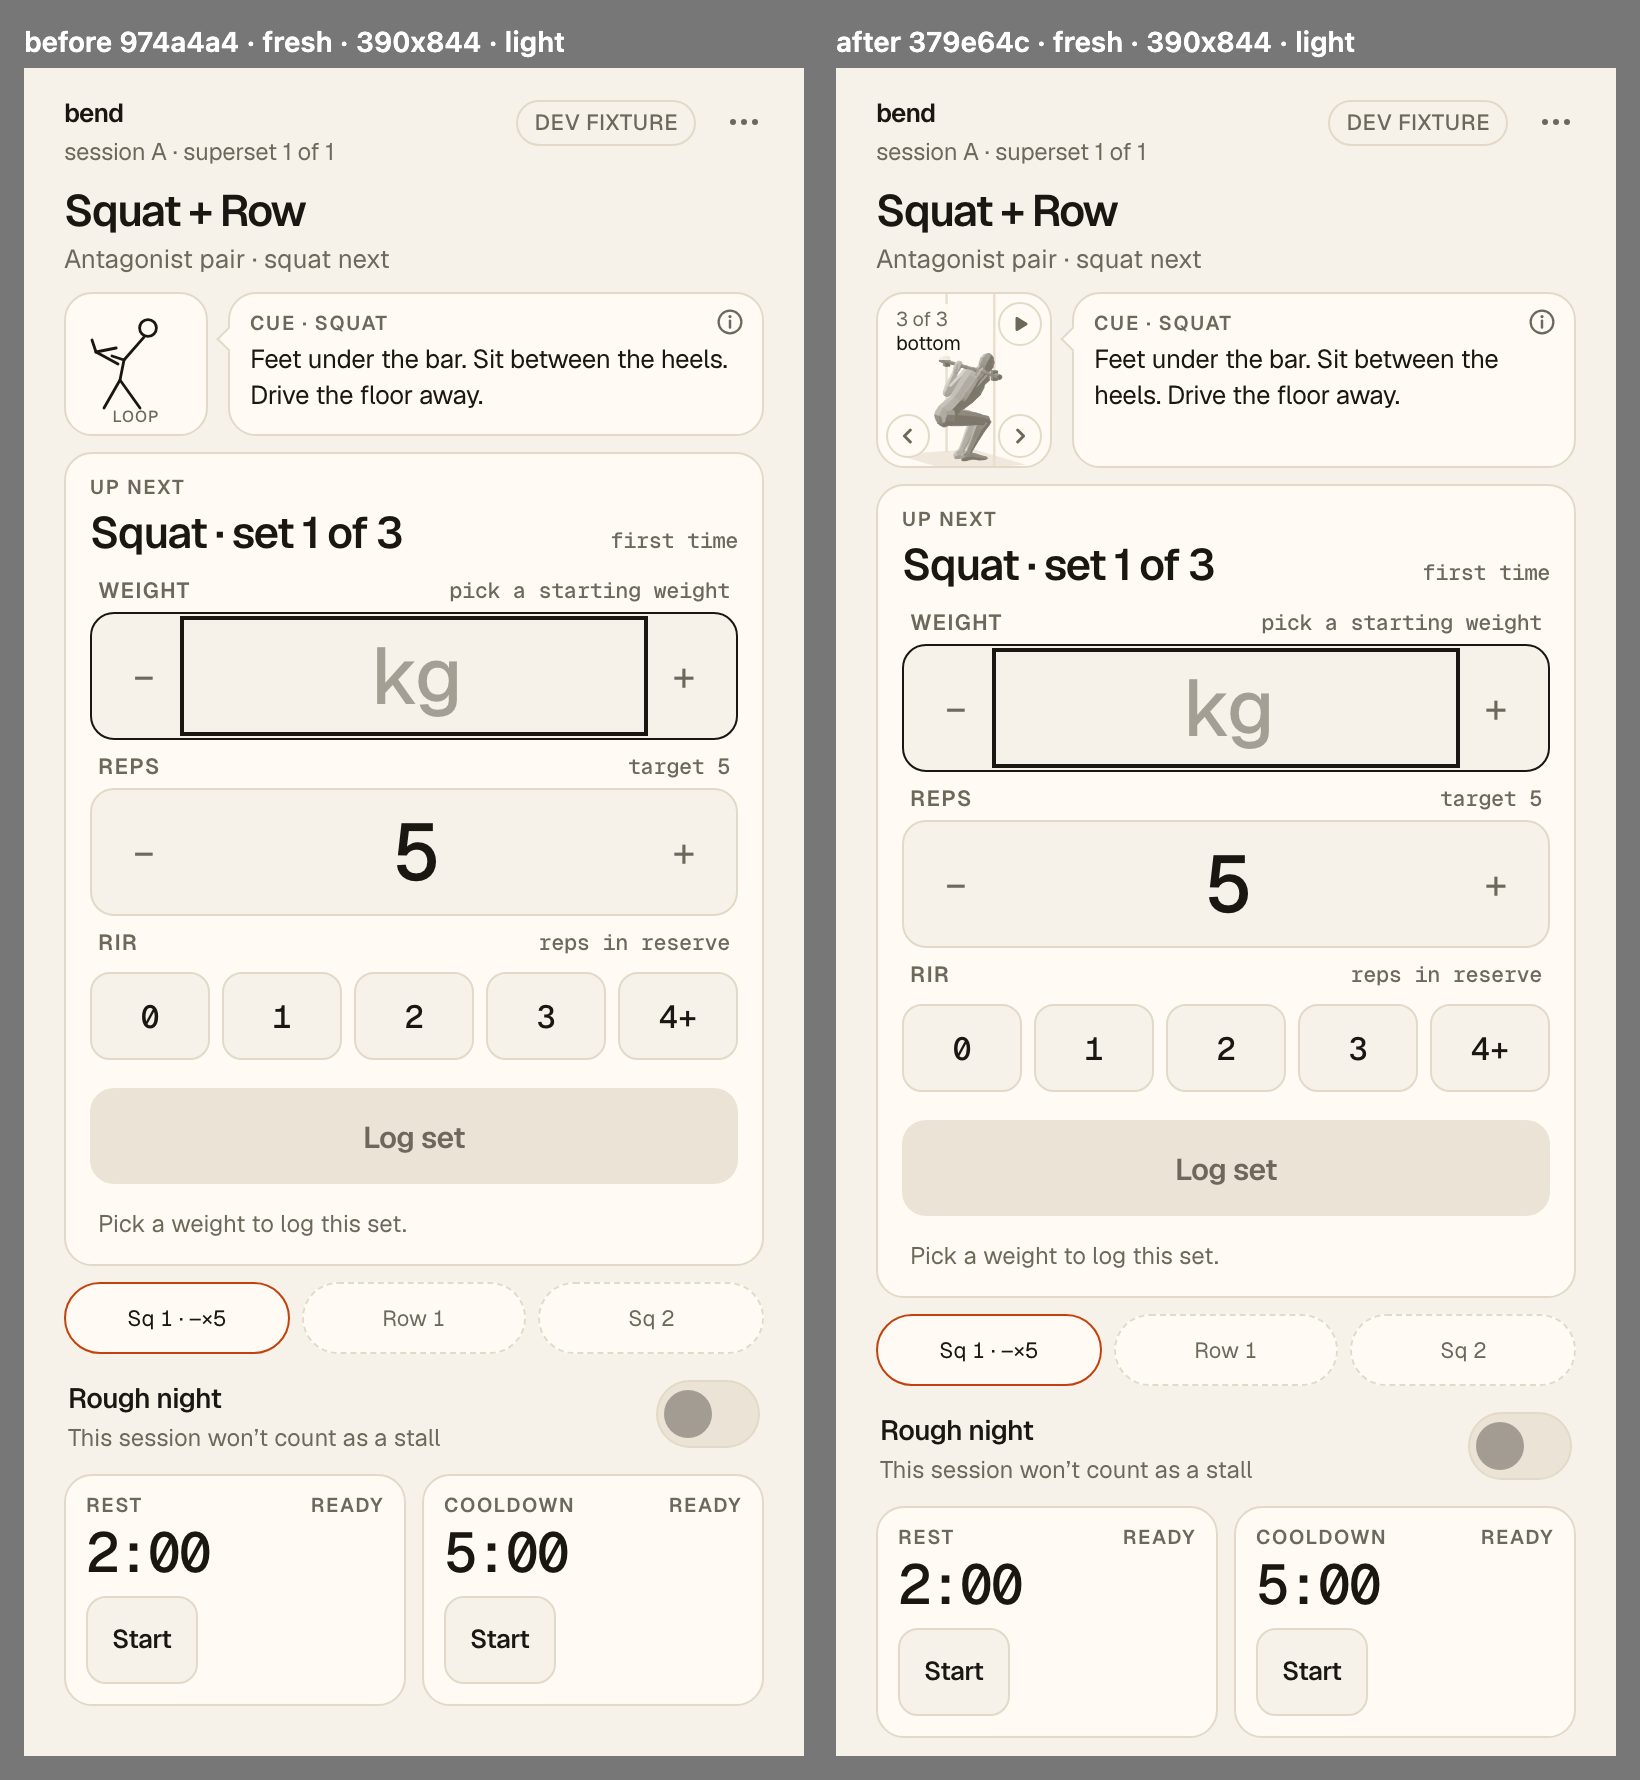 before 974a4a4 · fresh · 390x844 · light
bend
DEV FIXTURE
session A · superset 1 of 1
Squat + Row
Antagonist pair · squat next
LOOP
CUE · SQUAT
Feet under the bar. Sit between the heels.
Drive the floor away.
UP NEXT
Squat · set 1 of 3
first time
WEIGHT
pick a starting weight
−
kg
+
REPS
target 5
−
5
+
RIR
reps in reserve
0
1
2
3
4+
Log set
Pick a weight to log this set.
Sq 1 · –×5
Row 1
Sq 2
Rough night
This session won’t count as a stall
REST
READY
2:00
Start
COOLDOWN
READY
5:00
Start
after 379e64c · fresh · 390x844 · light
bend
DEV FIXTURE
session A · superset 1 of 1
Squat + Row
Antagonist pair · squat next
3 of 3
bottom
CUE · SQUAT
Feet under the bar. Sit between the
heels. Drive the floor away.
UP NEXT
Squat · set 1 of 3
first time
WEIGHT
pick a starting weight
−
kg
+
REPS
target 5
−
5
+
RIR
reps in reserve
0
1
2
3
4+
Log set
Pick a weight to log this set.
Sq 1 · –×5
Row 1
Sq 2
Rough night
This session won’t count as a stall
REST
READY
2:00
Start
COOLDOWN
READY
5:00
Start